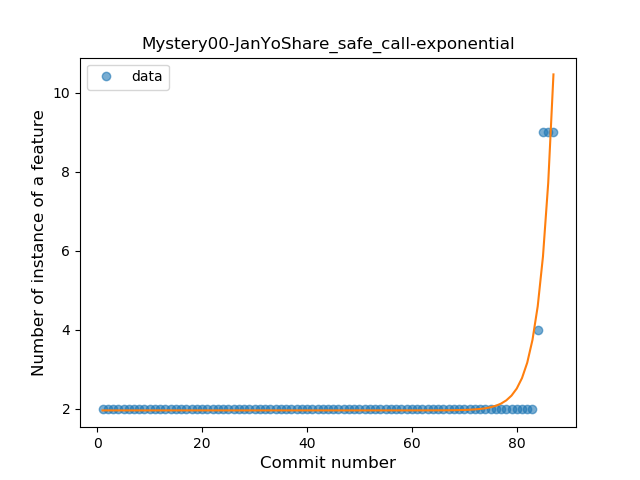 Mystery00-JanYoShare_safe_call-exponential
data
Number of instance of a feature
10
8
6
4
2
0
20
40
60
80
Commit number